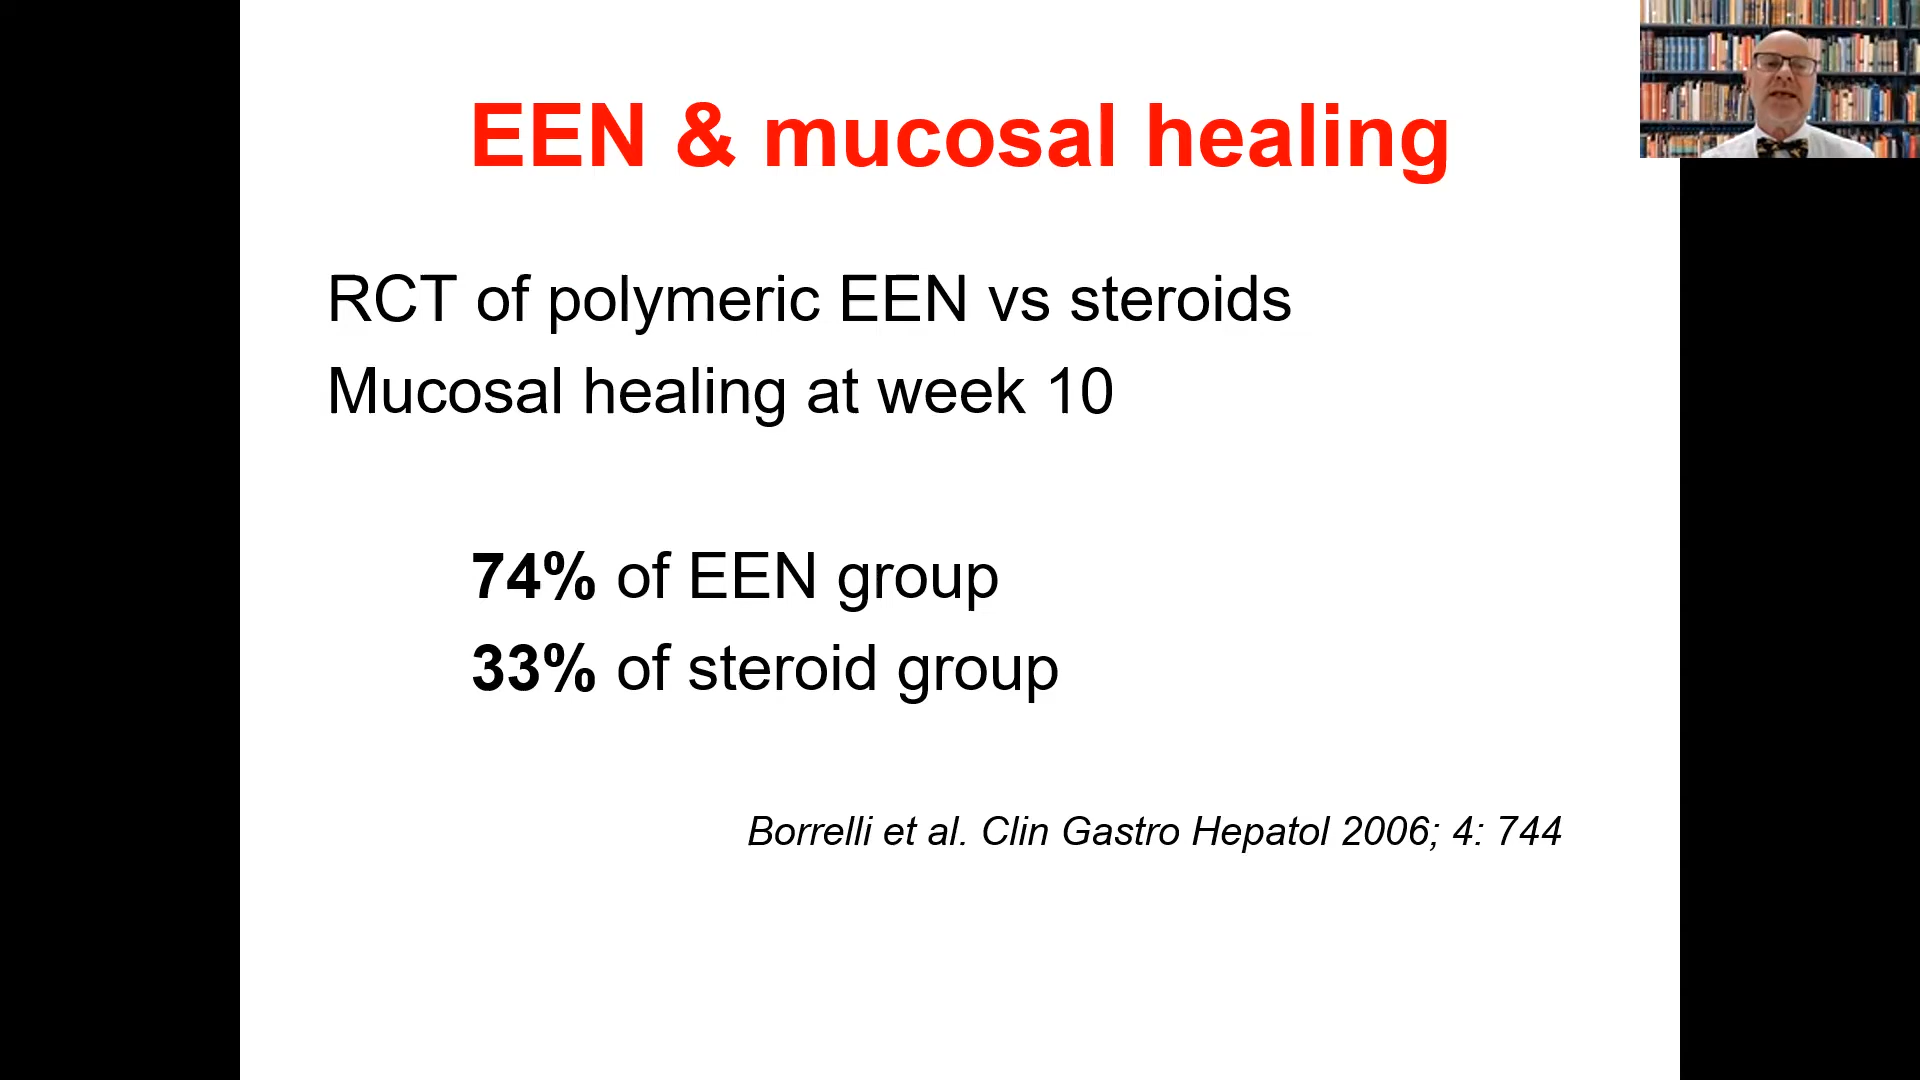 EEN & mucosal healing
RCT of polymeric EEN vs steroids
Mucosal healing at week 10
74% of EEN group
33% of steroid group
Borrelli et al. Clin Gastro Hepatol 2006; 4: 744